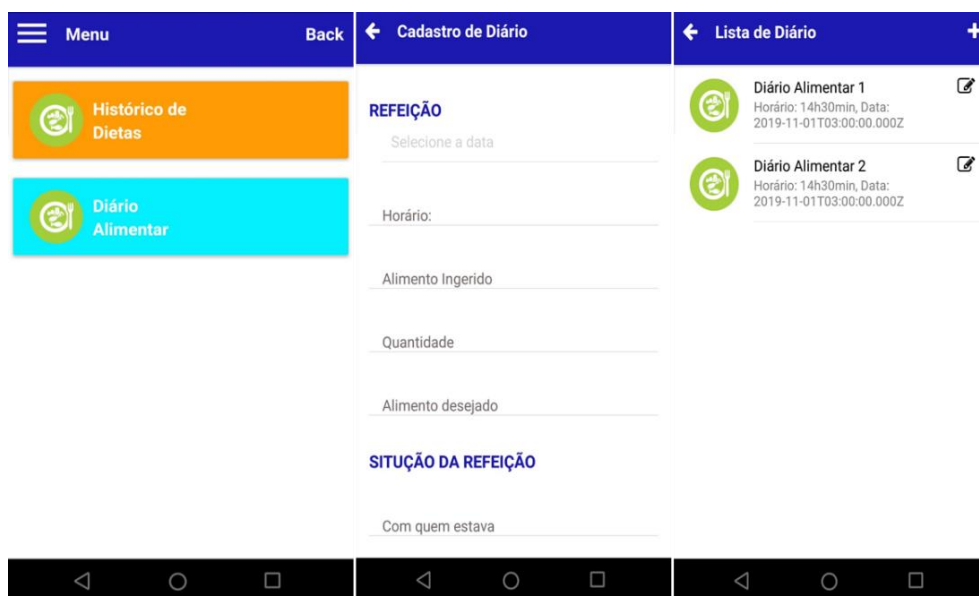 Menu
Back
Histórico de
Dietas
Diário
Alimentar
Cadastro de Diário
REFEIÇÃO
Selecione a data
Horário:
Alimento Ingerido
Quantidade
Alimento desejado
SITUÇÃO DA REFEIÇÃO
Com quem estava
Lista de Diário
Diário Alimentar 1
Horário: 14h30min, Data:
2019-11-01T03:00:00.000Z
Diário Alimentar 2
Horário: 14h30min, Data:
2019-11-01T03:00:00.000Z